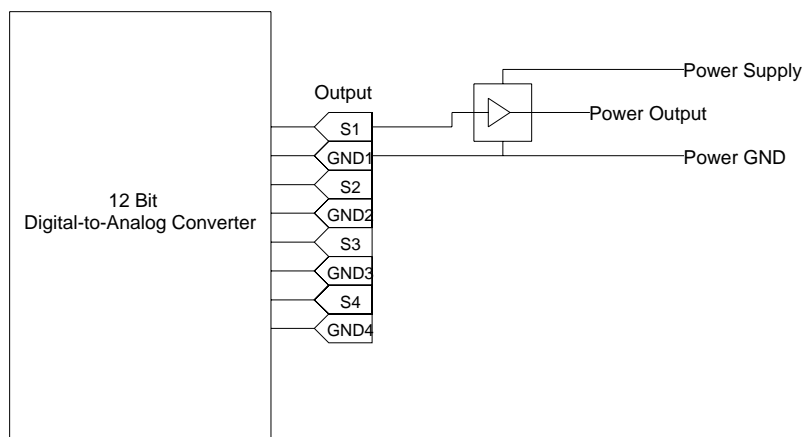 Power Supply
Output
Power Output
S1
GND1
Power GND
S2
12 Bit
Digital-to-Analog Converter
GND2
S3
GND3
S4
GND4